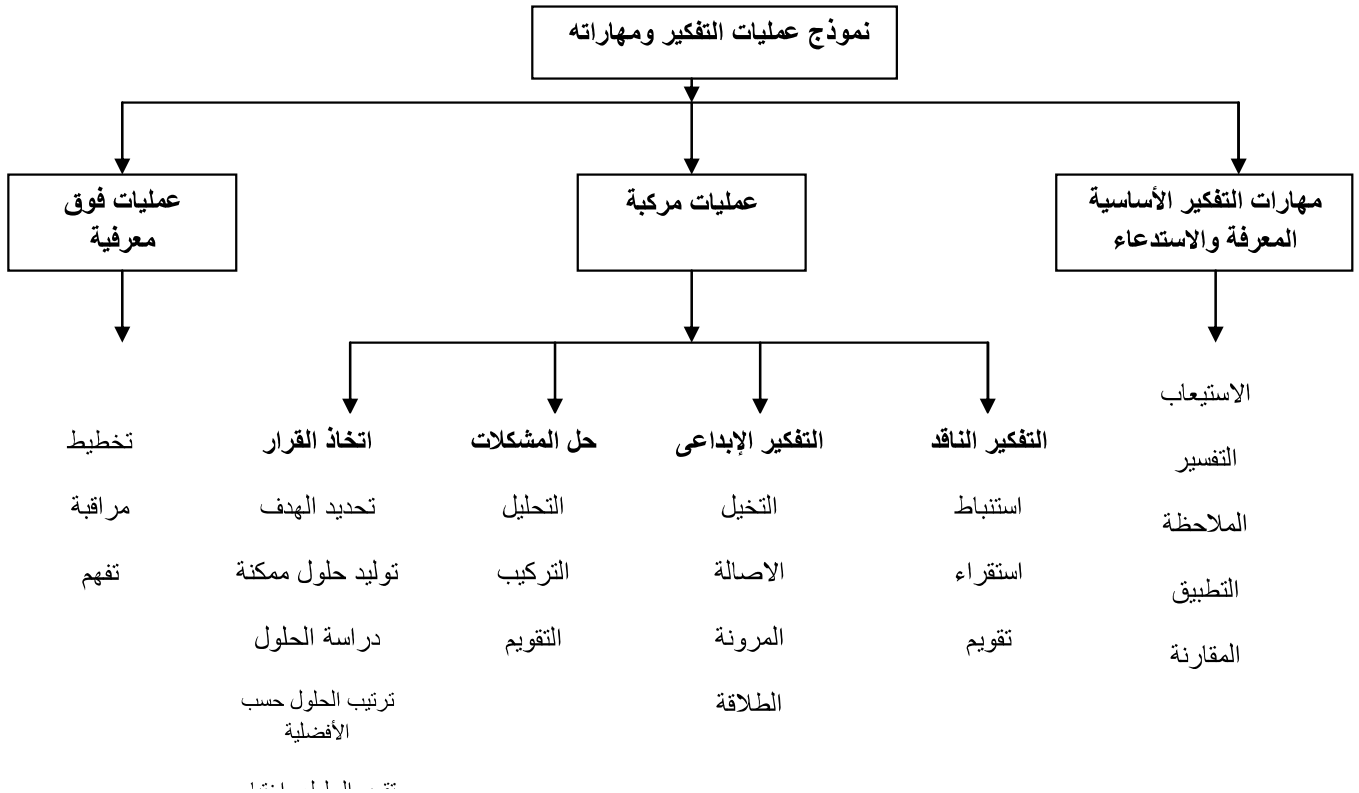 نموذج عمليات التفكير ومهاراته
مهارات التفكير الأساسية
المعرفة والاستدعاء
عمليات مركبة
عمليات فوق
معرفية
الاستيعاب
التفسير
الملاحظة
التطبيق
المقارنة
التفكير الناقد
استنباط
استقراء
تقويم
التفكير الإبداعى
التخيل
الاصالة
المرونة
الطلاقة
حل المشكلات
التحليل
التركيب
التقويم
اتخاذ القرار
تحديد الهدف
توليد حلول ممكنة
دراسة الحلول
ترتيب الحلول حسب
الأفضلية
تخطيط
مراقبة
تفهم